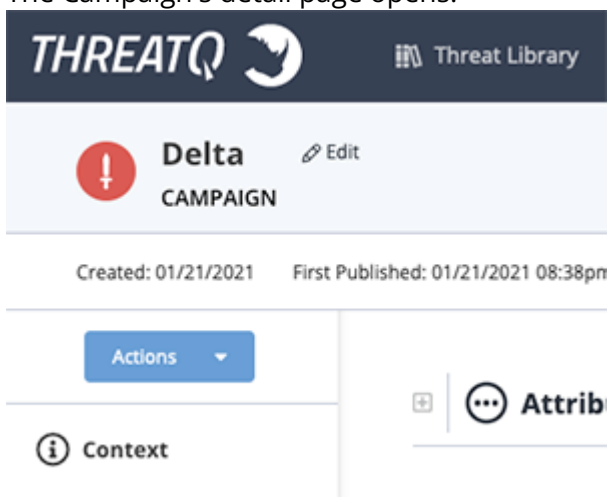 The Campaign's detail page opens.
THREATQ Threat Library
Delta Edit
CAMPAIGN
Created: 01/21/2021 First Published: 01/21/2021 08:38pm
Actions
Attrib
Context